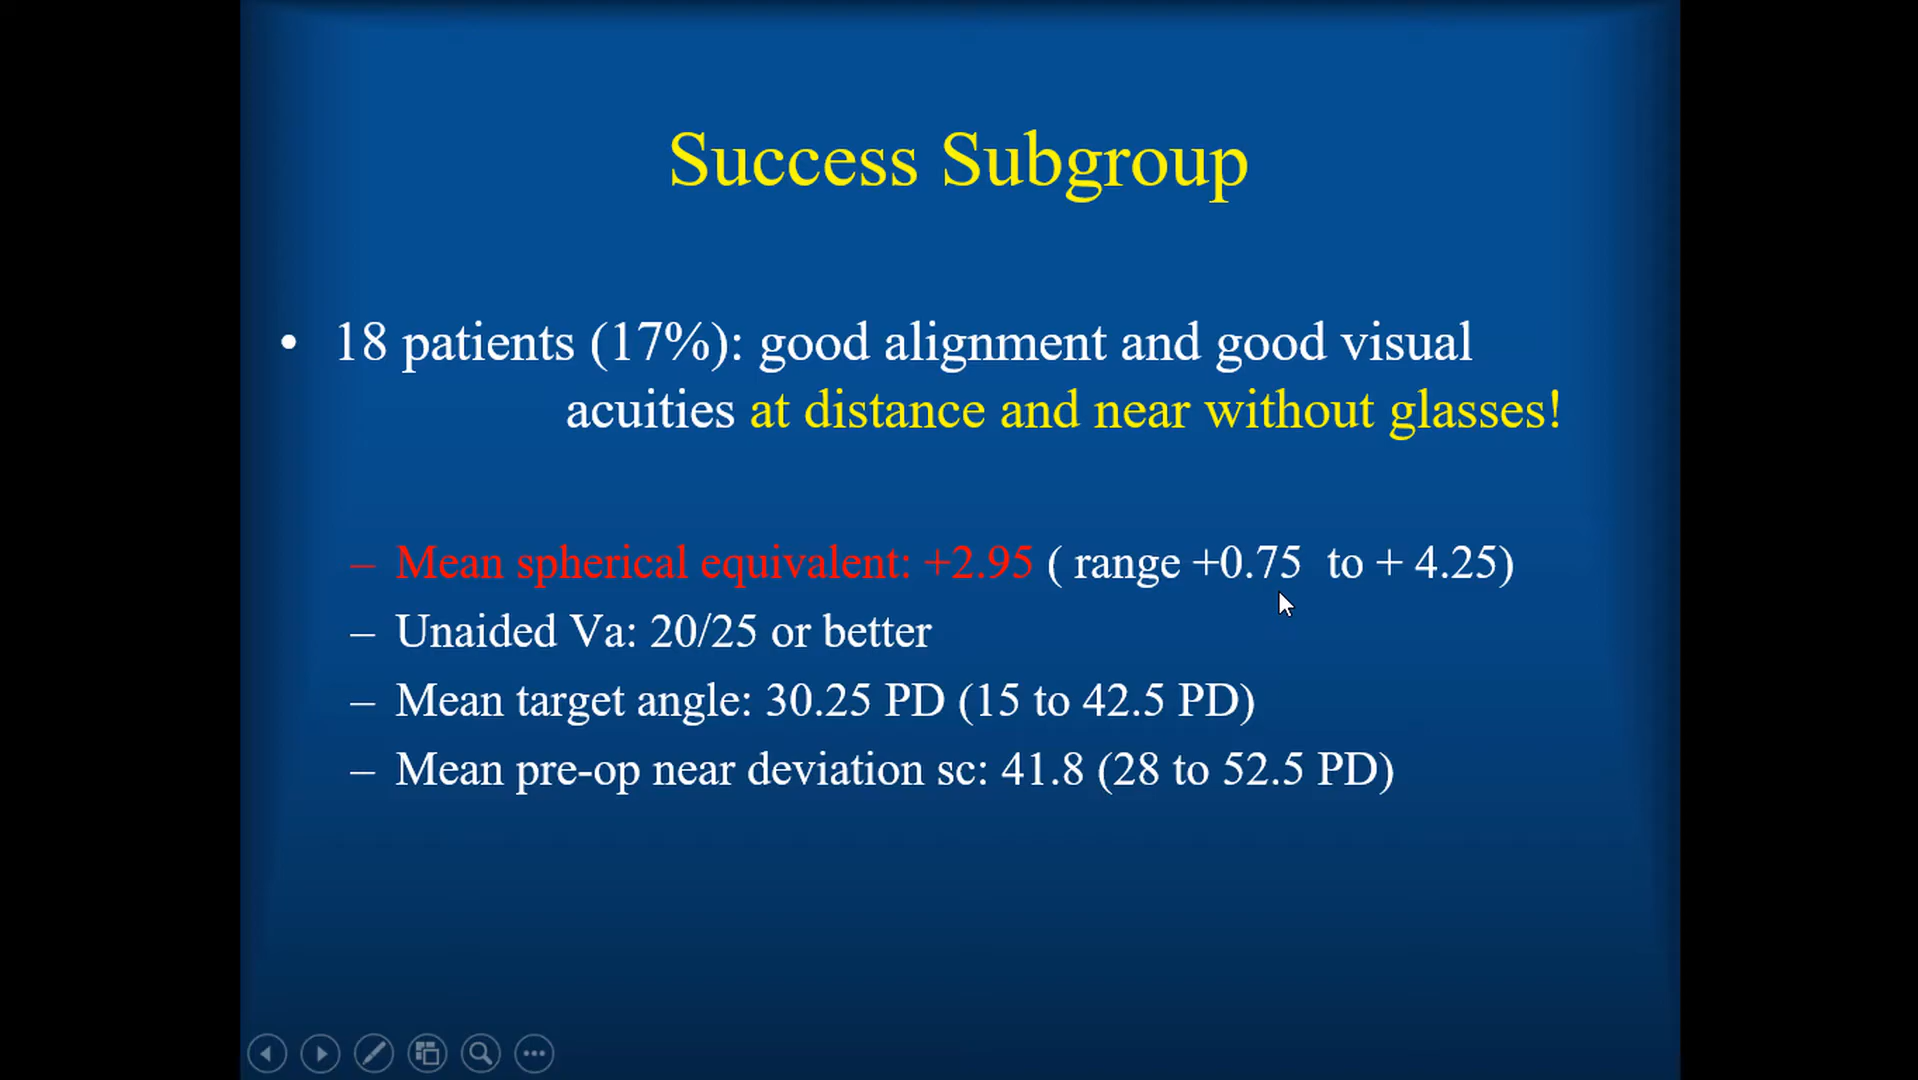 Success Subgroup
• 18 patients (17%): good alignment and good visual
acuities at distance and near without glasses!
– Mean spherical equivalent: +2.95 ( range +0.75 to + 4.25)
– Unaided Va: 20/25 or better
– Mean target angle: 30.25 PD (15 to 42.5 PD)
– Mean pre-op near deviation sc: 41.8 (28 to 52.5 PD)